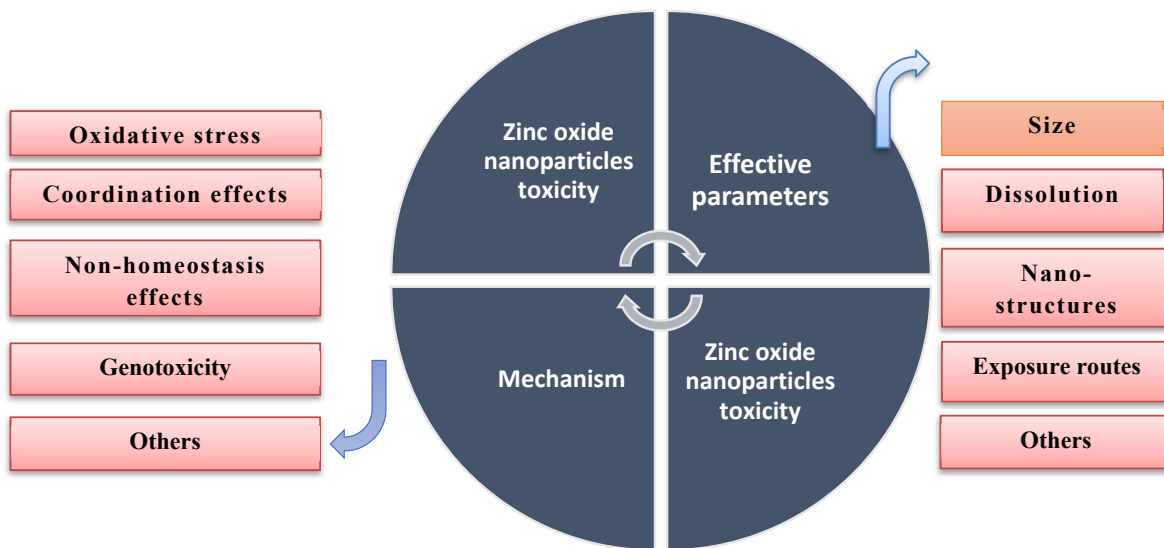 Oxidative stress
Coordination effects
Non-homeostasis
effects
Genotoxicity
Others
Zinc oxide
nanoparticles
toxicity
Effective
parameters
Mechanism
Zinc oxide
nanoparticles
toxicity
Size
Dissolution
Nano-
structures
Exposure routes
Others